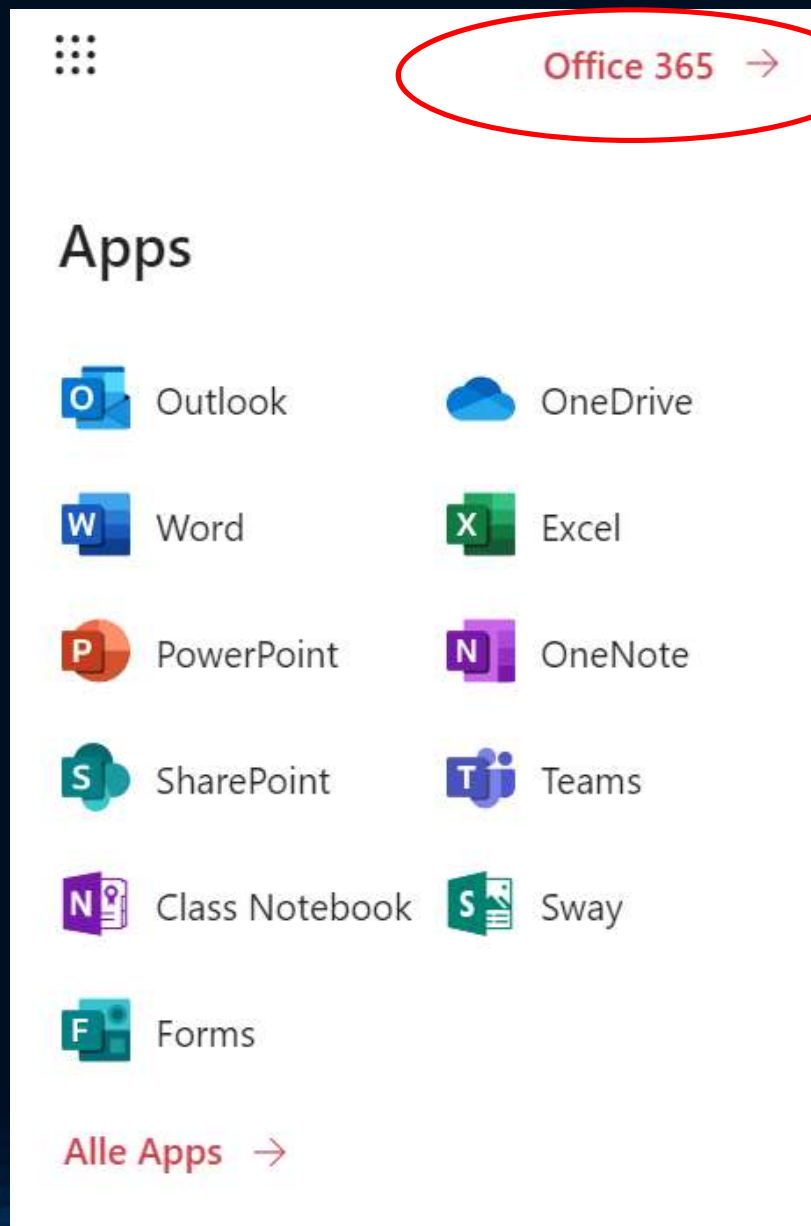 Office 365 →
Apps
O Outlook
OneDrive
W Word
X Excel
P PowerPoint
N OneNote
S SharePoint
T Teams
N Class Notebook
S Sway
F Forms
Alle Apps →